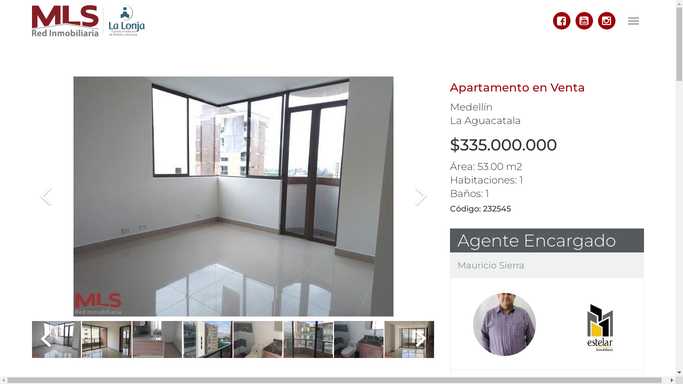 MLS
Red Inmobiliaria
La Lonja
Apartamento en Venta
Medellín
La Aguacatala
$335.000.000
Área: 53.00 m2
Habitaciones: 1
Baños: 1
Código: 232545
Agente Encargado
Mauricio Sierra
MLS
Red Inmobiliaria
estelar